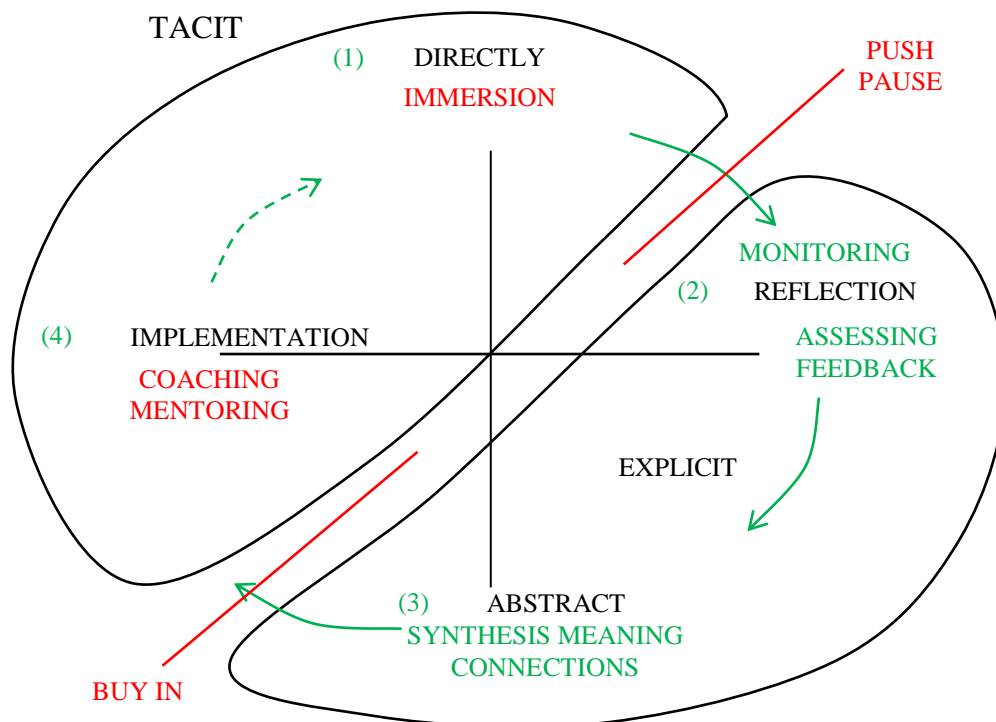 TACIT
(1)
DIRECTLY
IMMERSION
PUSH
PAUSE
MONITORING
(2)
REFLECTION
ASSESSING
FEEDBACK
(4)
IMPLEMENTATION
COACHING
MENTORING
EXPLICIT
(3)
ABSTRACT
SYNTHESIS MEANING
CONNECTIONS
BUY IN